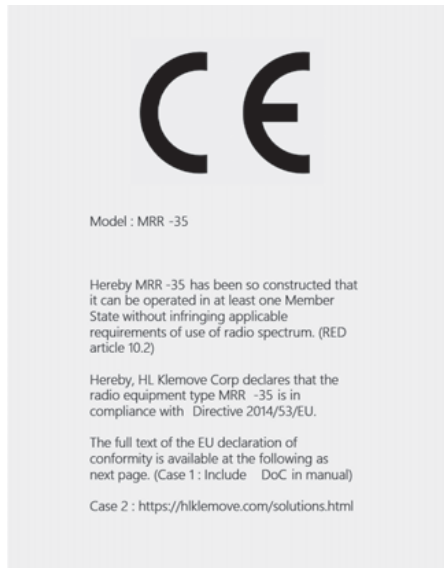 CE
Model : MRR -35
Hereby MRR -35 has been so constructed that
it can be operated in at least one Member
State without infringing applicable
requirements of use of radio spectrum. (RED
article 10.2)
Hereby, HL Klemove Corp declares that the
radio equipment type MRR -35 is in
compliance with Directive 2014/53/EU.
The full text of the EU declaration of
conformity is available at the following as
next page. (Case 1 : Include DoC in manual)
Case 2 : https://hlklemove.com/solutions.html